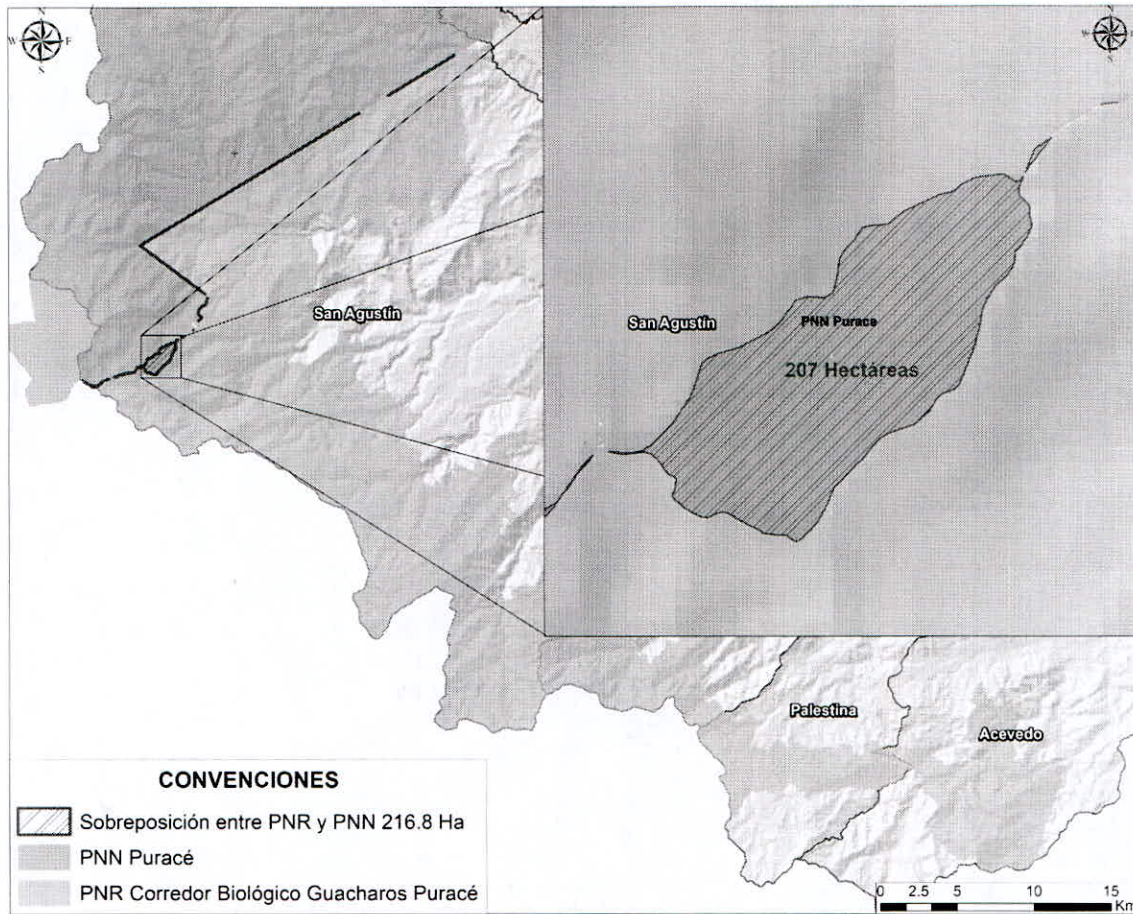 N
W
N
W
San Agustín
San Agustín
PNN Purace
207 Hectáreas
Palestina
Acevedo
CONVENCIONES
Sobreposición entre PNR y PNN 216.8 Ha
PNN Puracé
PNR Corredor Biológico Guacharos Puracé
0 2.5 5 10 15
Km